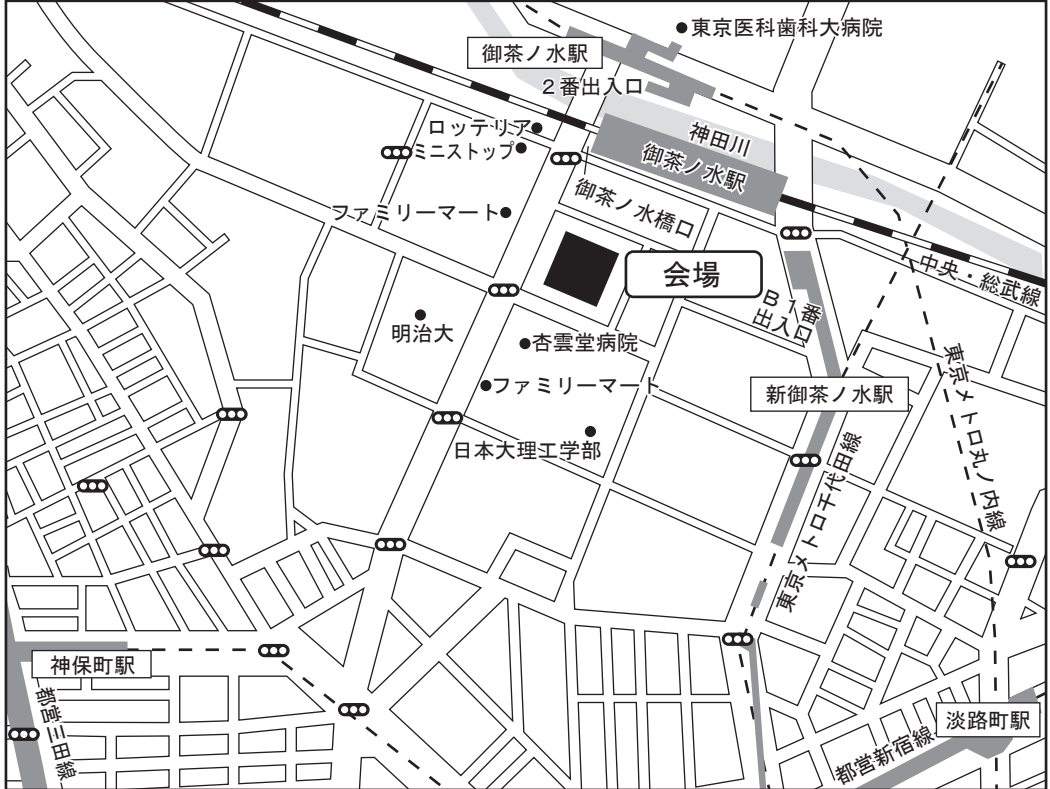 東京医科歯科大病院
御茶ノ水駅
2番出入口
ロッテリア
ミニストップ
神田川
御茶ノ水駅
御茶ノ水橋口
ファミリーマート
会場
中央・総武線
B1番
出入口
明治大
杏雲堂病院
ファミリーマート
新御茶ノ水駅
東京メトロ丸ノ内線
日本大理工学部
東京メトロ千代田線
神保町駅
都営三田線
淡路町駅
都営新宿線